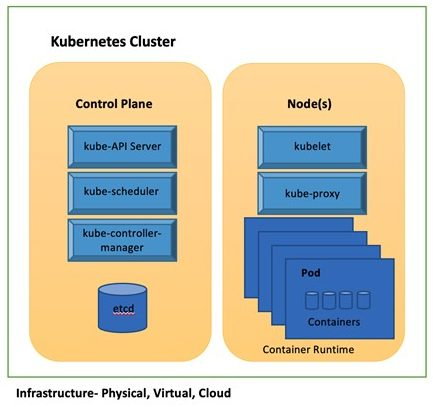 Kubernetes Cluster
Control Plane
kube-API Server
kube-scheduler
kube-controller-
manager
etcd
Node(s)
kubelet
kube-proxy
Pod
Containers
Container Runtime
Infrastructure- Physical, Virtual, Cloud